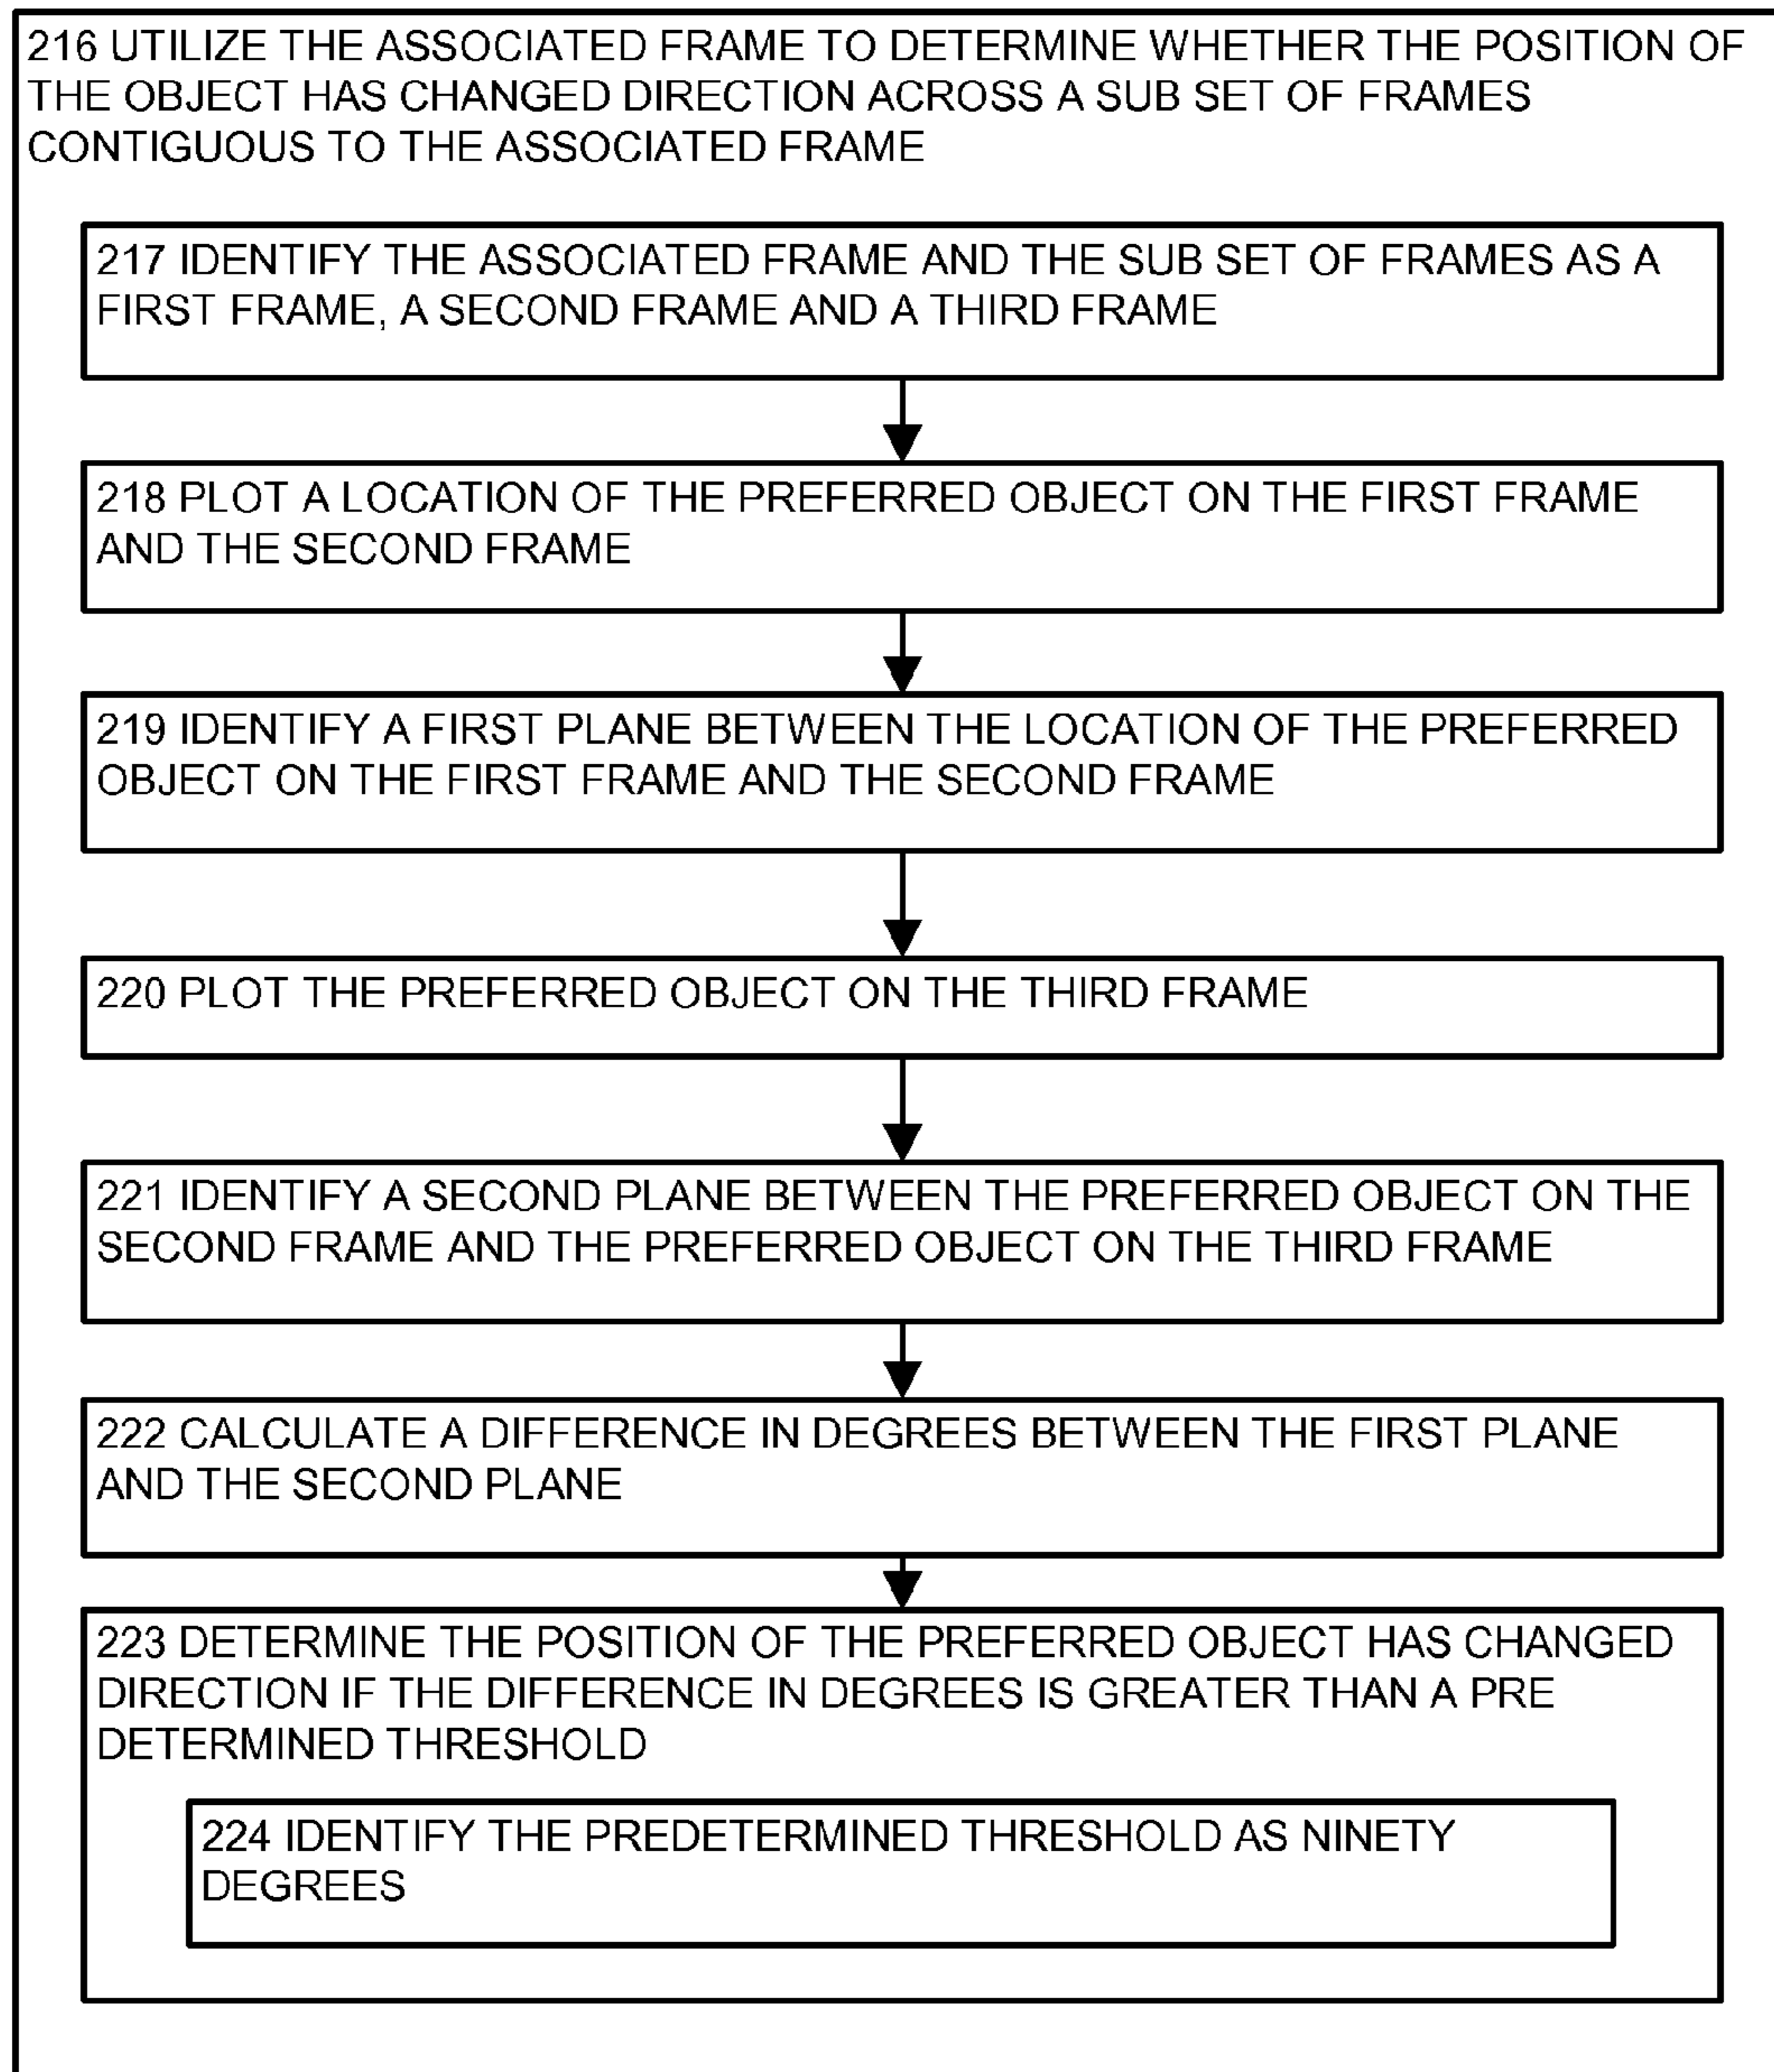 216 UTILIZE THE ASSOCIATED FRAME TO DETERMINE WHETHER THE POSITION OF
THE OBJECT HAS CHANGED DIRECTION ACROSS A SUB SET OF FRAMES
CONTIGUOUS TO THE ASSOCIATED FRAME
217 IDENTIFY THE ASSOCIATED FRAME AND THE SUB SET OF FRAMES AS A
FIRST FRAME, A SECOND FRAME AND A THIRD FRAME
218 PLOT A LOCATION OF THE PREFERRED OBJECT ON THE FIRST FRAME
AND THE SECOND FRAME
219 IDENTIFY A FIRST PLANE BETWEEN THE LOCATION OF THE PREFERRED
OBJECT ON THE FIRST FRAME AND THE SECOND FRAME
220 PLOT THE PREFERRED OBJECT ON THE THIRD FRAME
221 IDENTIFY A SECOND PLANE BETWEEN THE PREFERRED OBJECT ON THE
SECOND FRAME AND THE PREFERRED OBJECT ON THE THIRD FRAME
222 CALCULATE A DIFFERENCE IN DEGREES BETWEEN THE FIRST PLANE
AND THE SECOND PLANE
223 DETERMINE THE POSITION OF THE PREFERRED OBJECT HAS CHANGED
DIRECTION IF THE DIFFERENCE IN DEGREES IS GREATER THAN A PRE
DETERMINED THRESHOLD
224 IDENTIFY THE PREDETERMINED THRESHOLD AS NINETY
DEGREES